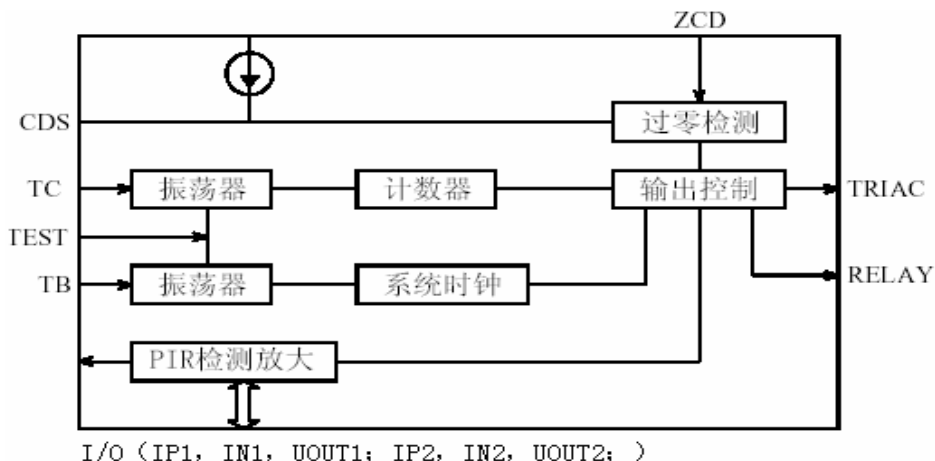 ZCD
CDS
过零检测
TC
振荡器
计数器
输出控制
TRIAC
TEST
TB
振荡器
系统时钟
RELAY
PIR检测放大
I/O（IP1, IN1, UOUT1; IP2, IN2, UOUT2; ）